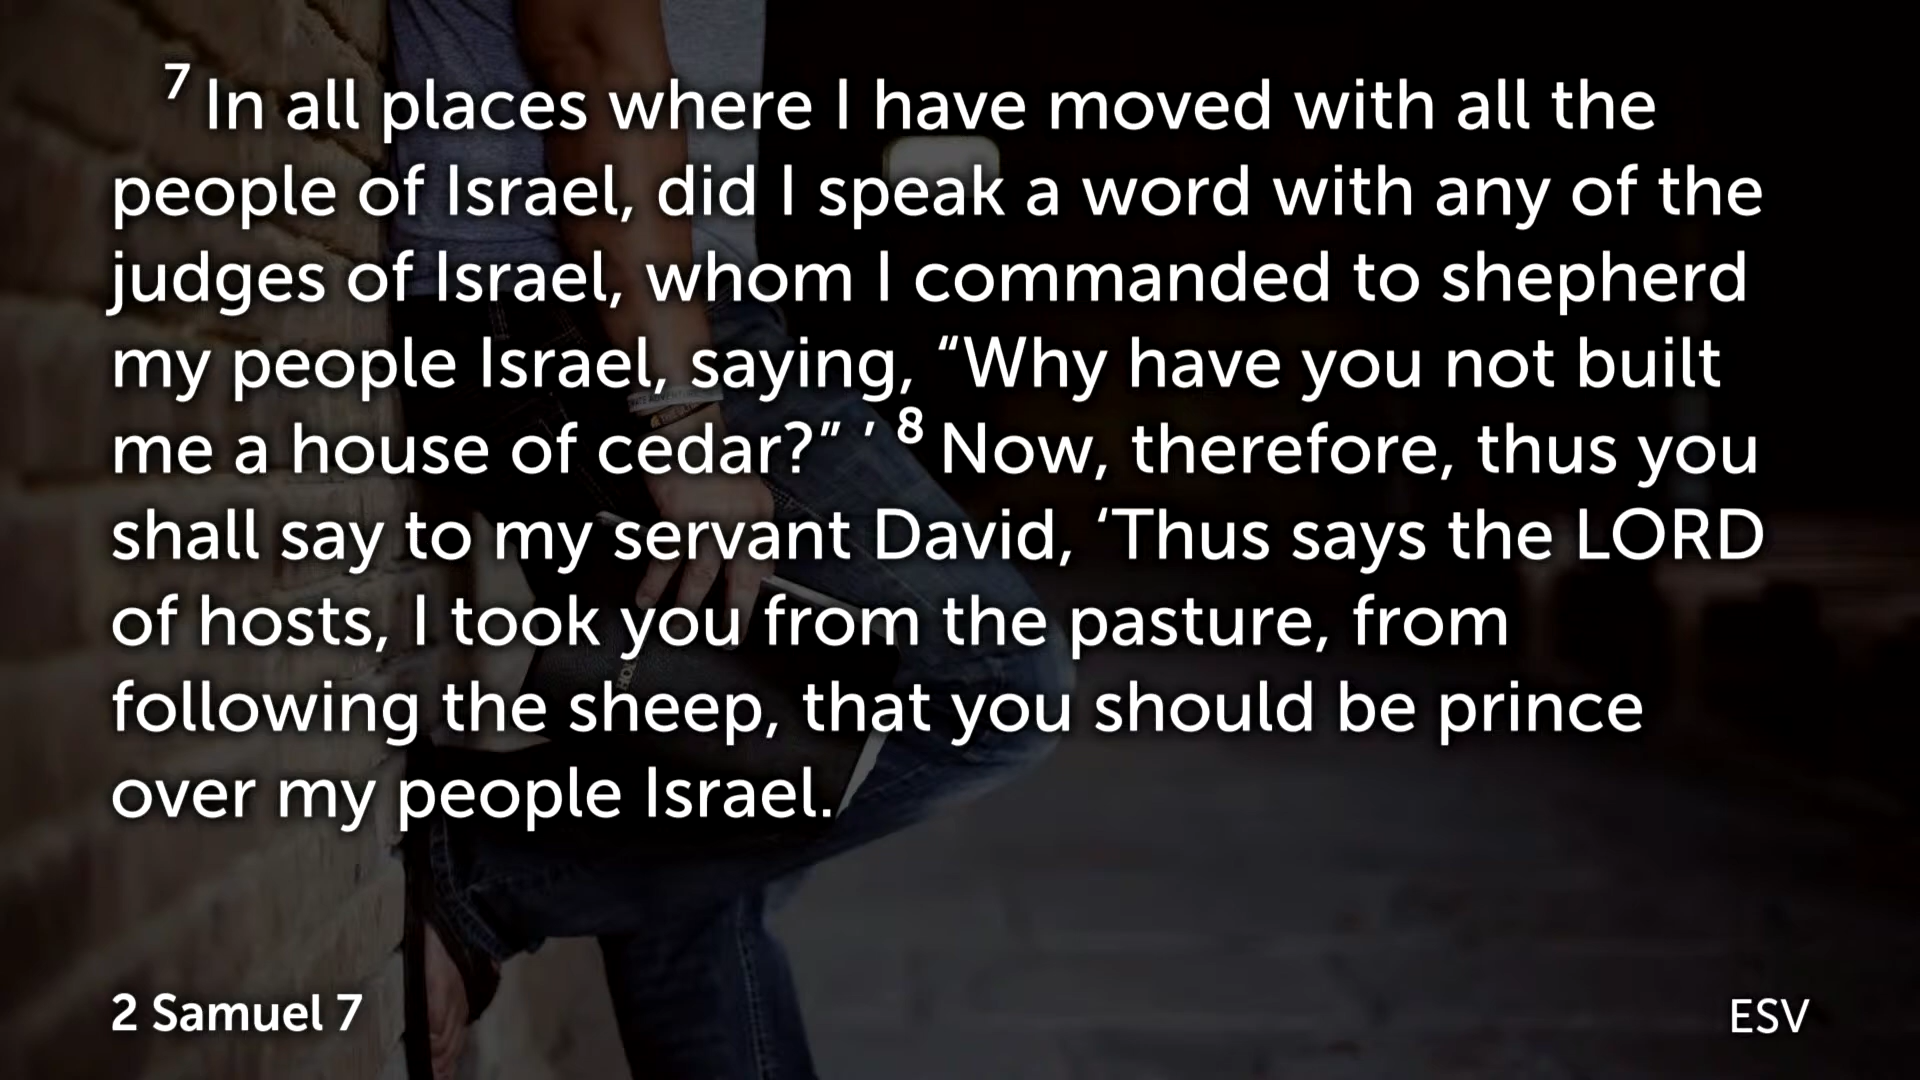 7 In all places where I have moved with all the
people of Israel, did I speak a word with any of the
judges of Israel, whom I commanded to shepherd
my people Israel, saying, “Why have you not built
me a house of cedar?” ’ 8 Now, therefore, thus you
shall say to my servant David, ‘Thus says the LORD
of hosts, I took you from the pasture, from
following the sheep, that you should be prince
over my people Israel.
2 Samuel 7
ESV